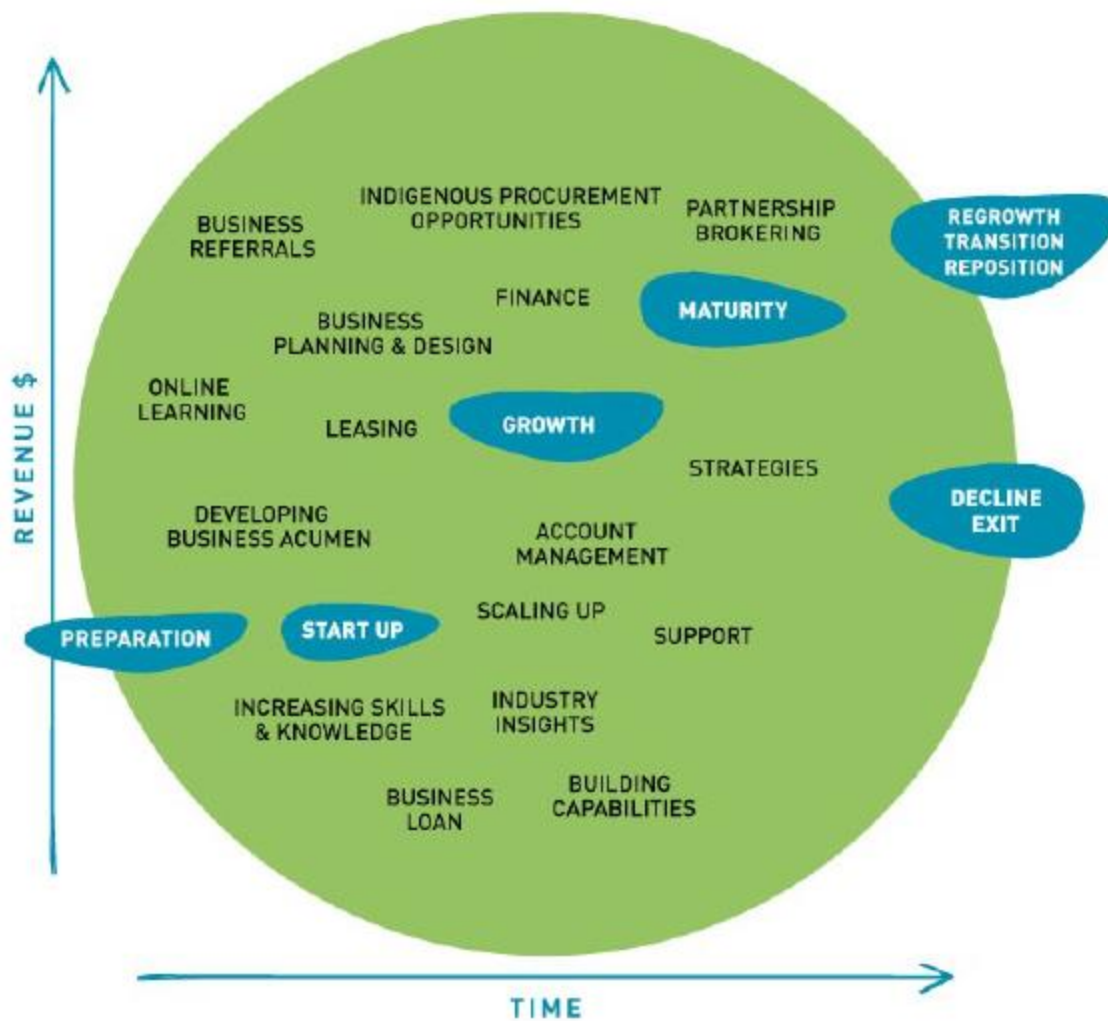 INDIGENOUS PROCUREMENT
OPPORTUNITIES
PARTNERSHIP
BROKERING
BUSINESS
REFERRALS
REGROWTH
TRANSITION
REPOSITION
FINANCE
MATURITY
BUSINESS
PLANNING & DESIGN
ONLINE
LEARNING
LEASING
GROWTH
REVENUE $
STRATEGIES
DECLINE
EXIT
DEVELOPING
BUSINESS ACUMEN
ACCOUNT
MANAGEMENT
PREPARATION
START UP
SCALING UP
SUPPORT
INCREASING SKILLS
& KNOWLEDGE
INDUSTRY
INSIGHTS
BUSINESS
LOAN
BUILDING
CAPABILITIES
TIME